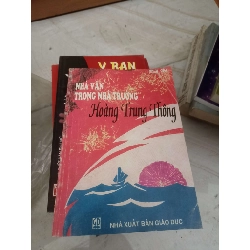 Y BAN
NHÀ VĂN
TRONG NHÀ TRƯỜNG
Hoàng Trung Thông
NHÀ XUẤT BẢN GIÁO DỤC